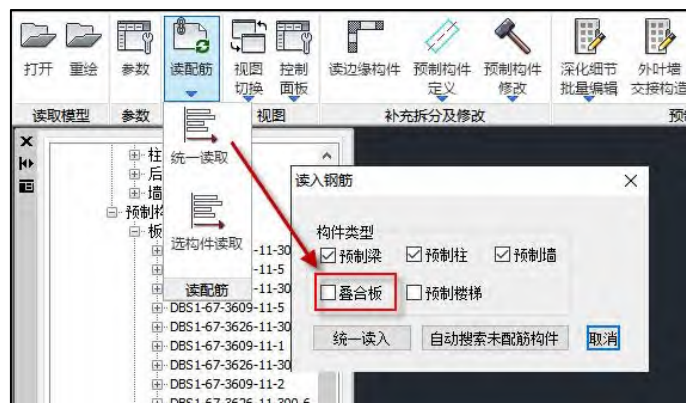 打开 重绘 参数 读配筋 视图切换 控制面板 读边缘构件 预制构件定义 预制构件修改 深化细节批量编辑 外叶墙交接构造
读取模型 参数 视图 补充拆分及修改
统一读取
选构件读取
读配筋
柱
后
墙
预制构
板
-11-30
-11-5
-11-30
DBS1-67-3609-11-5
DBS1-67-3626-11-30
DBS1-67-3609-11-1
DBS1-67-3626-11-30
DBS1-67-3609-11-2
DBS1-67-3626-11-300-6
读入钢筋
构件类型
预制梁 预制柱 预制墙
叠合板 预制楼梯
统一读入 自动搜索未配筋构件 取消